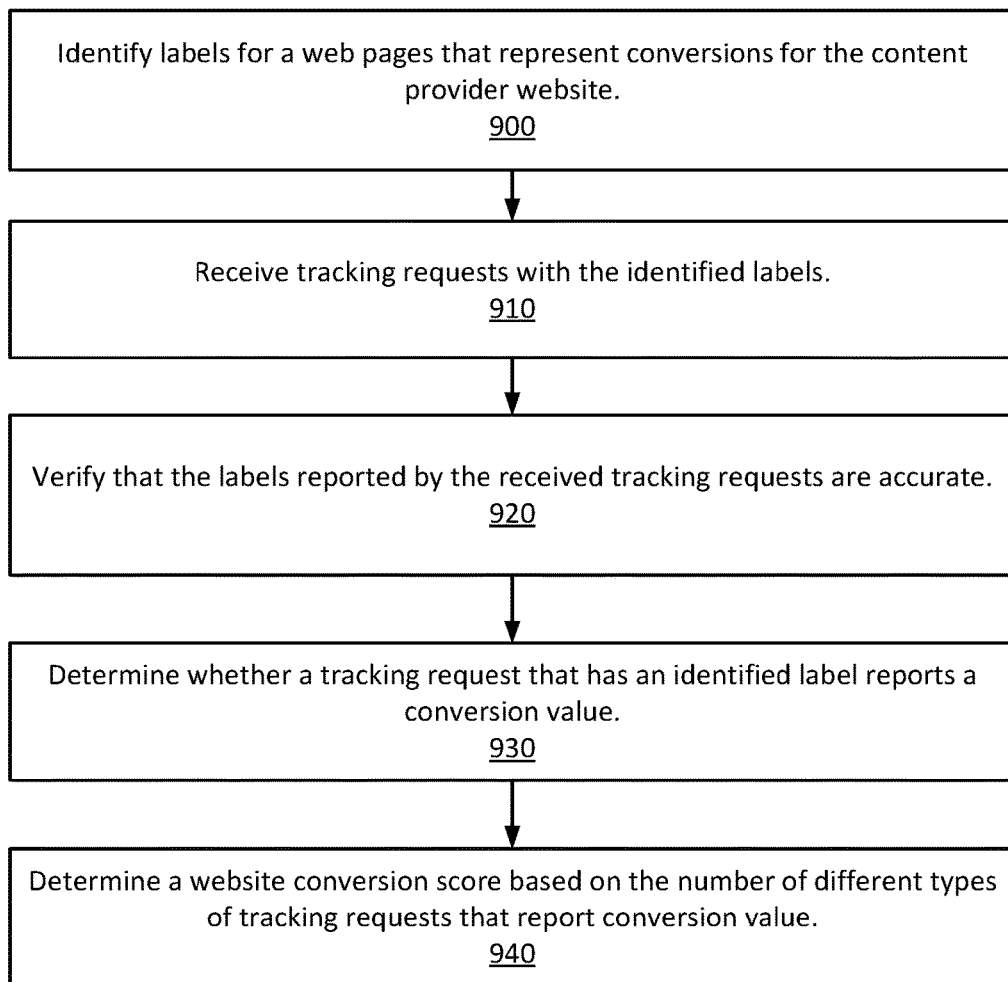 Identify labels for a web pages that represent conversions for the content
provider website.
900
Receive tracking requests with the identified labels.
910
Verify that the labels reported by the received tracking requests are accurate.
920
Determine whether a tracking request that has an identified label reports a
conversion value.
930
Determine a website conversion score based on the number of different types
of tracking requests that report conversion value.
940